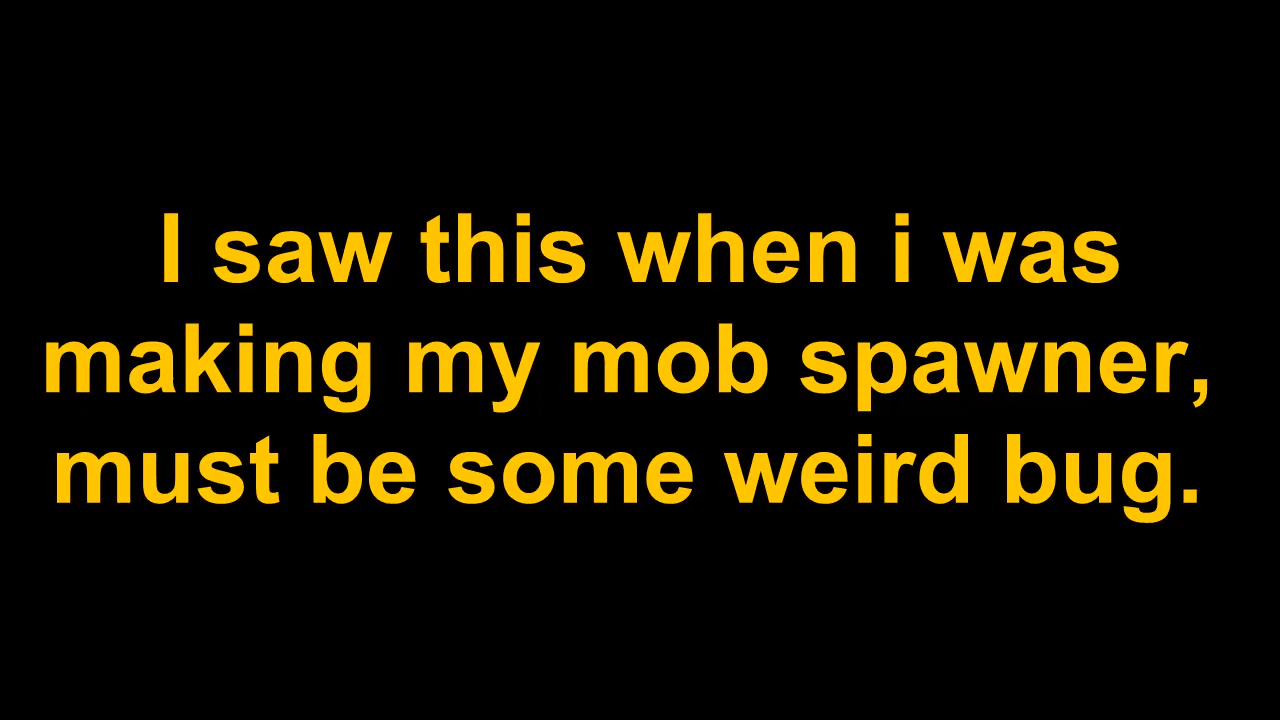 I saw this when i was
making my mob spawner,
must be some weird bug.